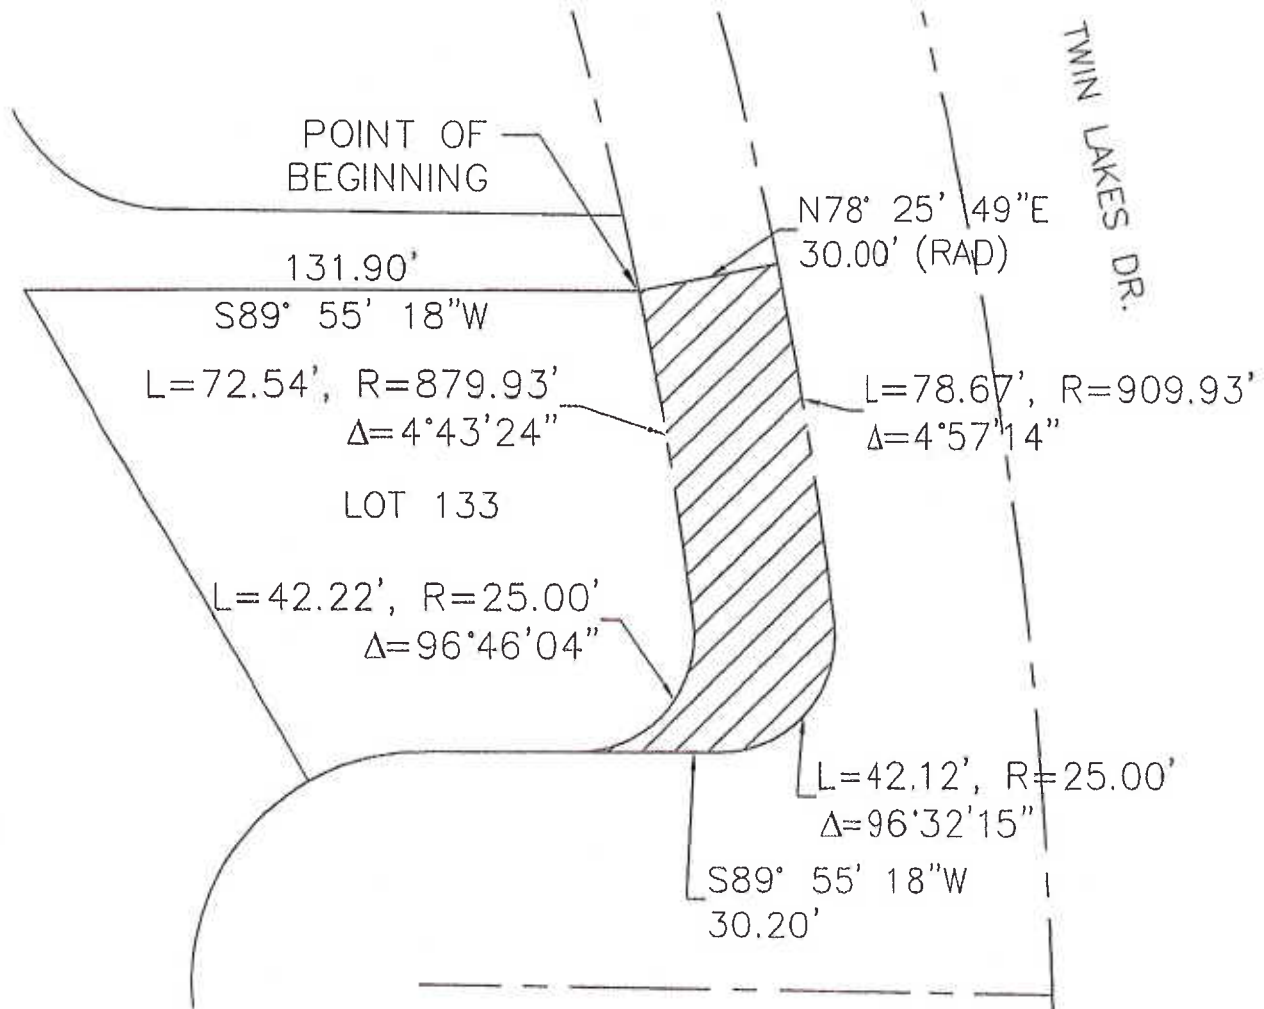 TWIN LAKES DR.
POINT OF
BEGINNING
N78° 25' 49"E
30.00' (RAD)
131.90'
S89° 55' 18"W
L=72.54', R=879.93'
Δ=4°43'24"
L=78.67', R=909.93'
Δ=4°57'14"
LOT 133
L=42.22', R=25.00'
Δ=96°46'04"
L=42.12', R=25.00'
Δ=96°32'15"
S89° 55' 18"W
30.20'